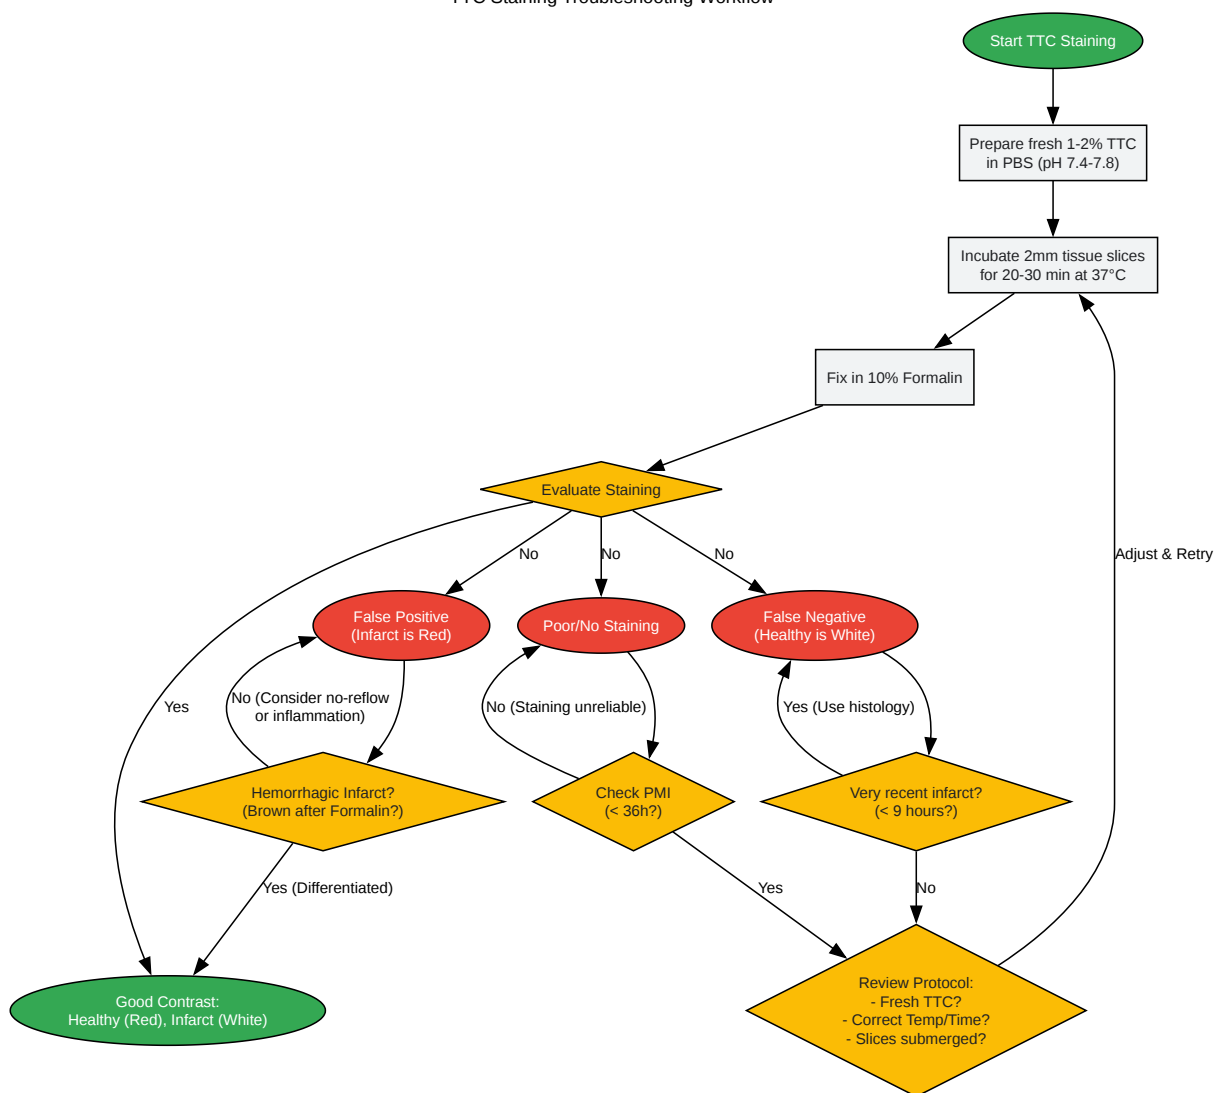 TTC Staining Troubleshooting Workflow
Start TTC Staining
Prepare fresh 1-2% TTC
in PBS (pH 7.4-7.8)
Incubate 2mm tissue slices
for 20-30 min at 37°C
Fix in 10% Formalin
Evaluate Staining
No
No
No
Adjust & Retry
False Positive
(Infarct is Red)
Poor/No Staining
False Negative
(Healthy is White)
Yes
No (Consider no-reflow
or inflammation)
No (Staining unreliable)
Yes (Use histology)
Hemorrhagic Infarct?
(Brown after Formalin?)
Check PMI
(< 36h?)
Very recent infarct?
(< 9 hours?)
Yes (Differentiated)
Yes
No
Good Contrast:
Healthy (Red), Infarct (White)
Review Protocol:
- Fresh TTC?
- Correct Temp/Time?
- Slices submerged?